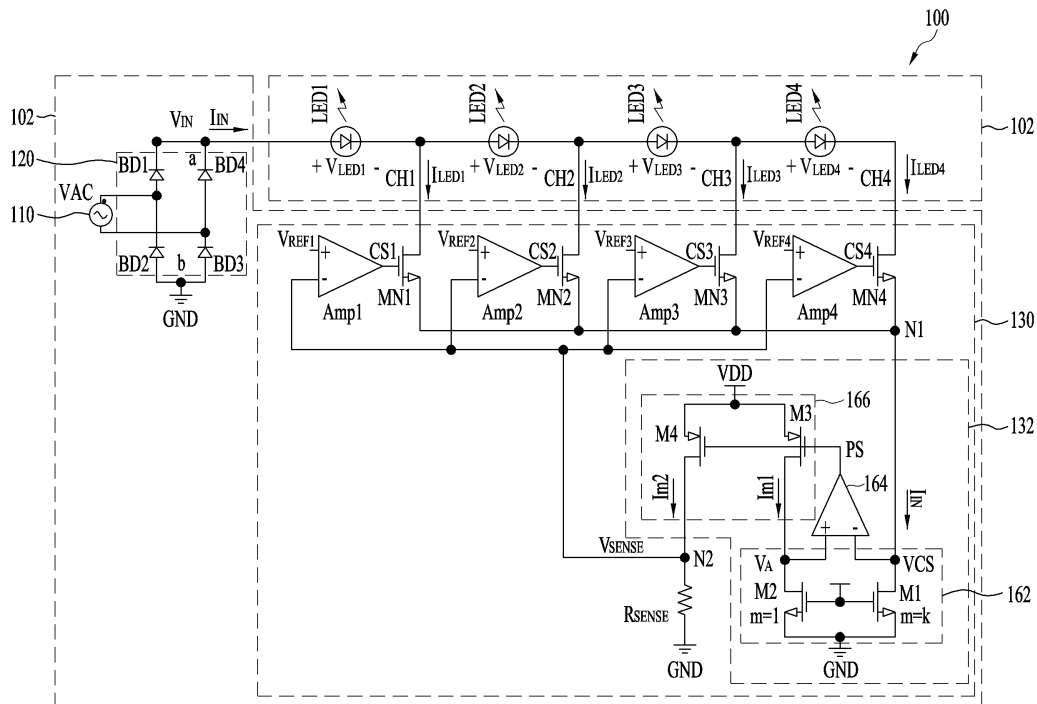 100
LED1
LED2
LED3
LED4
102
VIN
IIN
102
120
BD1
a
BD4
+ VLED1 -
CH1
ILED1
+ VLED2 -
CH2
ILED2
+ VLED3 -
CH3
ILED3
+ VLED4 -
CH4
ILED4
VAC
110
BD2
b
BD3
GND
VREF1
+
-
CS1
MN1
Amp1
VREF2
+
-
CS2
MN2
Amp2
VREF3
+
-
CS3
MN3
Amp3
VREF4
+
-
CS4
MN4
Amp4
N1
130
VDD
166
M4
M3
132
PS
164
Im2
Im1
IIN
+
-
VSENSE
N2
VA
VCS
RSENSE
M2
M1
162
m=1
m=k
GND
GND